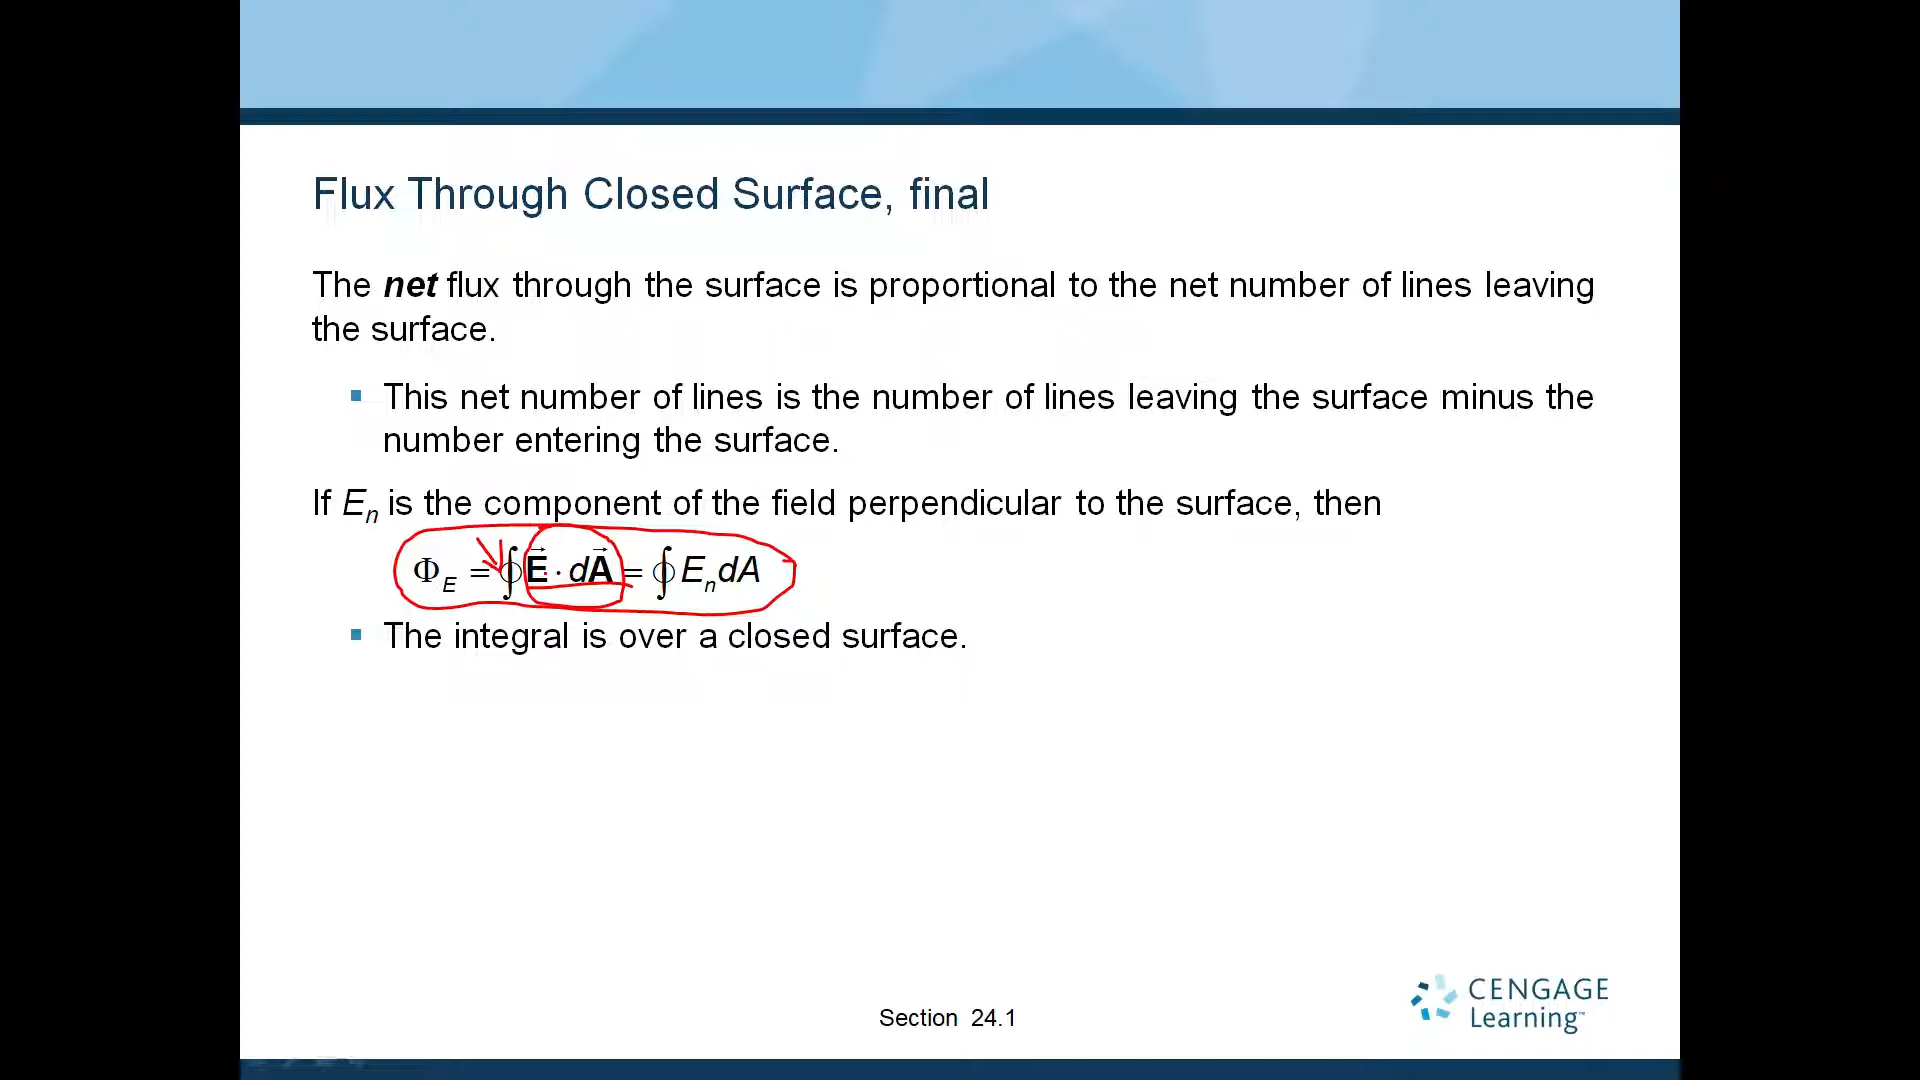 Flux Through Closed Surface, final
The net flux through the surface is proportional to the net number of lines leaving
the surface.
▪ This net number of lines is the number of lines leaving the surface minus the
number entering the surface.
If Eₙ is the component of the field perpendicular to the surface, then
Φ_E = ∮ E⃗ · dA⃗ = ∮ Eₙ dA
▪ The integral is over a closed surface.
CENGAGE
Learning™
Section 24.1